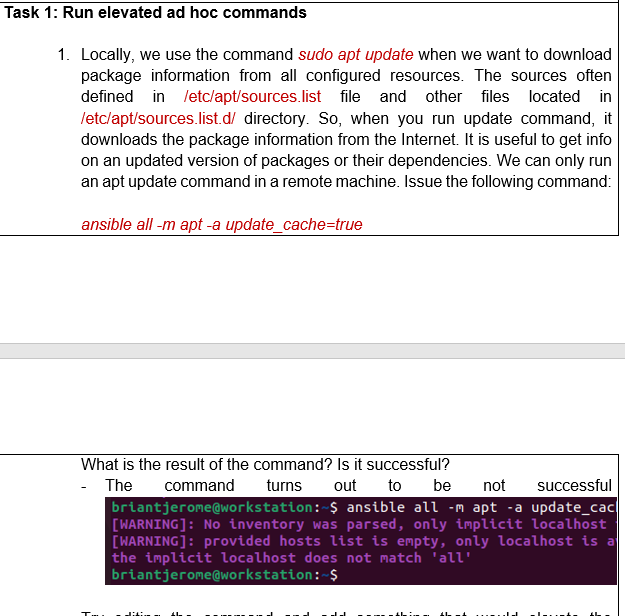 Task 1: Run elevated ad hoc commands
1. Locally, we use the command sudo apt update when we want to download
package information from all configured resources. The sources often
defined in /etc/apt/sources.list file and other files located in
/etc/apt/sources.list.d/ directory. So, when you run update command, it
downloads the package information from the Internet. It is useful to get info
on an updated version of packages or their dependencies. We can only run
an apt update command in a remote machine. Issue the following command:
ansible all -m apt -a update_cache=true
What is the result of the command? Is it successful?
- The command turns out to be not successful
briantjerome@workstation:~$ ansible all -m apt -a update_cac
[WARNING]: No inventory was parsed, only implicit localhost
[WARNING]: provided hosts list is empty, only localhost is a
the implicit localhost does not match 'all'
briantjerome@workstation:~$